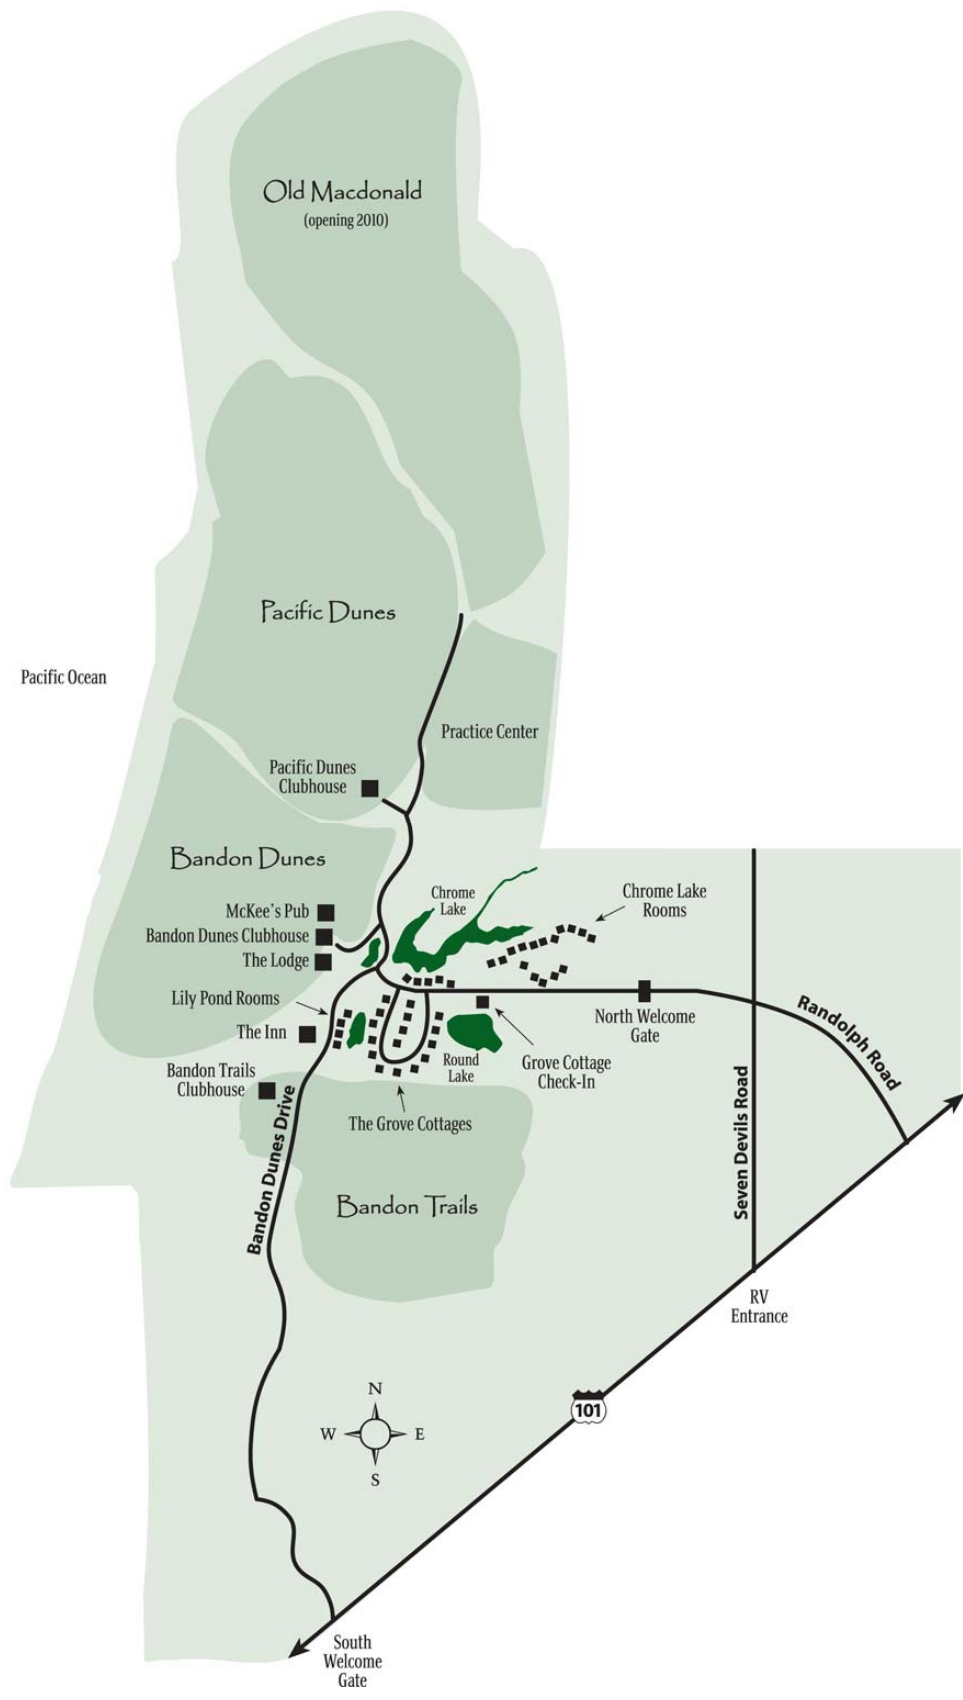 Old Macdonald
(opening 2010)
Pacific Dunes
Pacific Ocean
Practice Center
Pacific Dunes
Clubhouse
Bandon Dunes
Chrome
Lake
Chrome Lake
Rooms
McKee's Pub
Bandon Dunes Clubhouse
The Lodge
Lily Pond Rooms
The Inn
North Welcome
Gate
Randolph Road
Round
Lake
Grove Cottage
Check-In
Bandon Trails
Clubhouse
The Grove Cottages
Bandon Dunes Drive
Seven Devils Road
Bandon Trails
RV
Entrance
N
W
E
S
101
South
Welcome
Gate